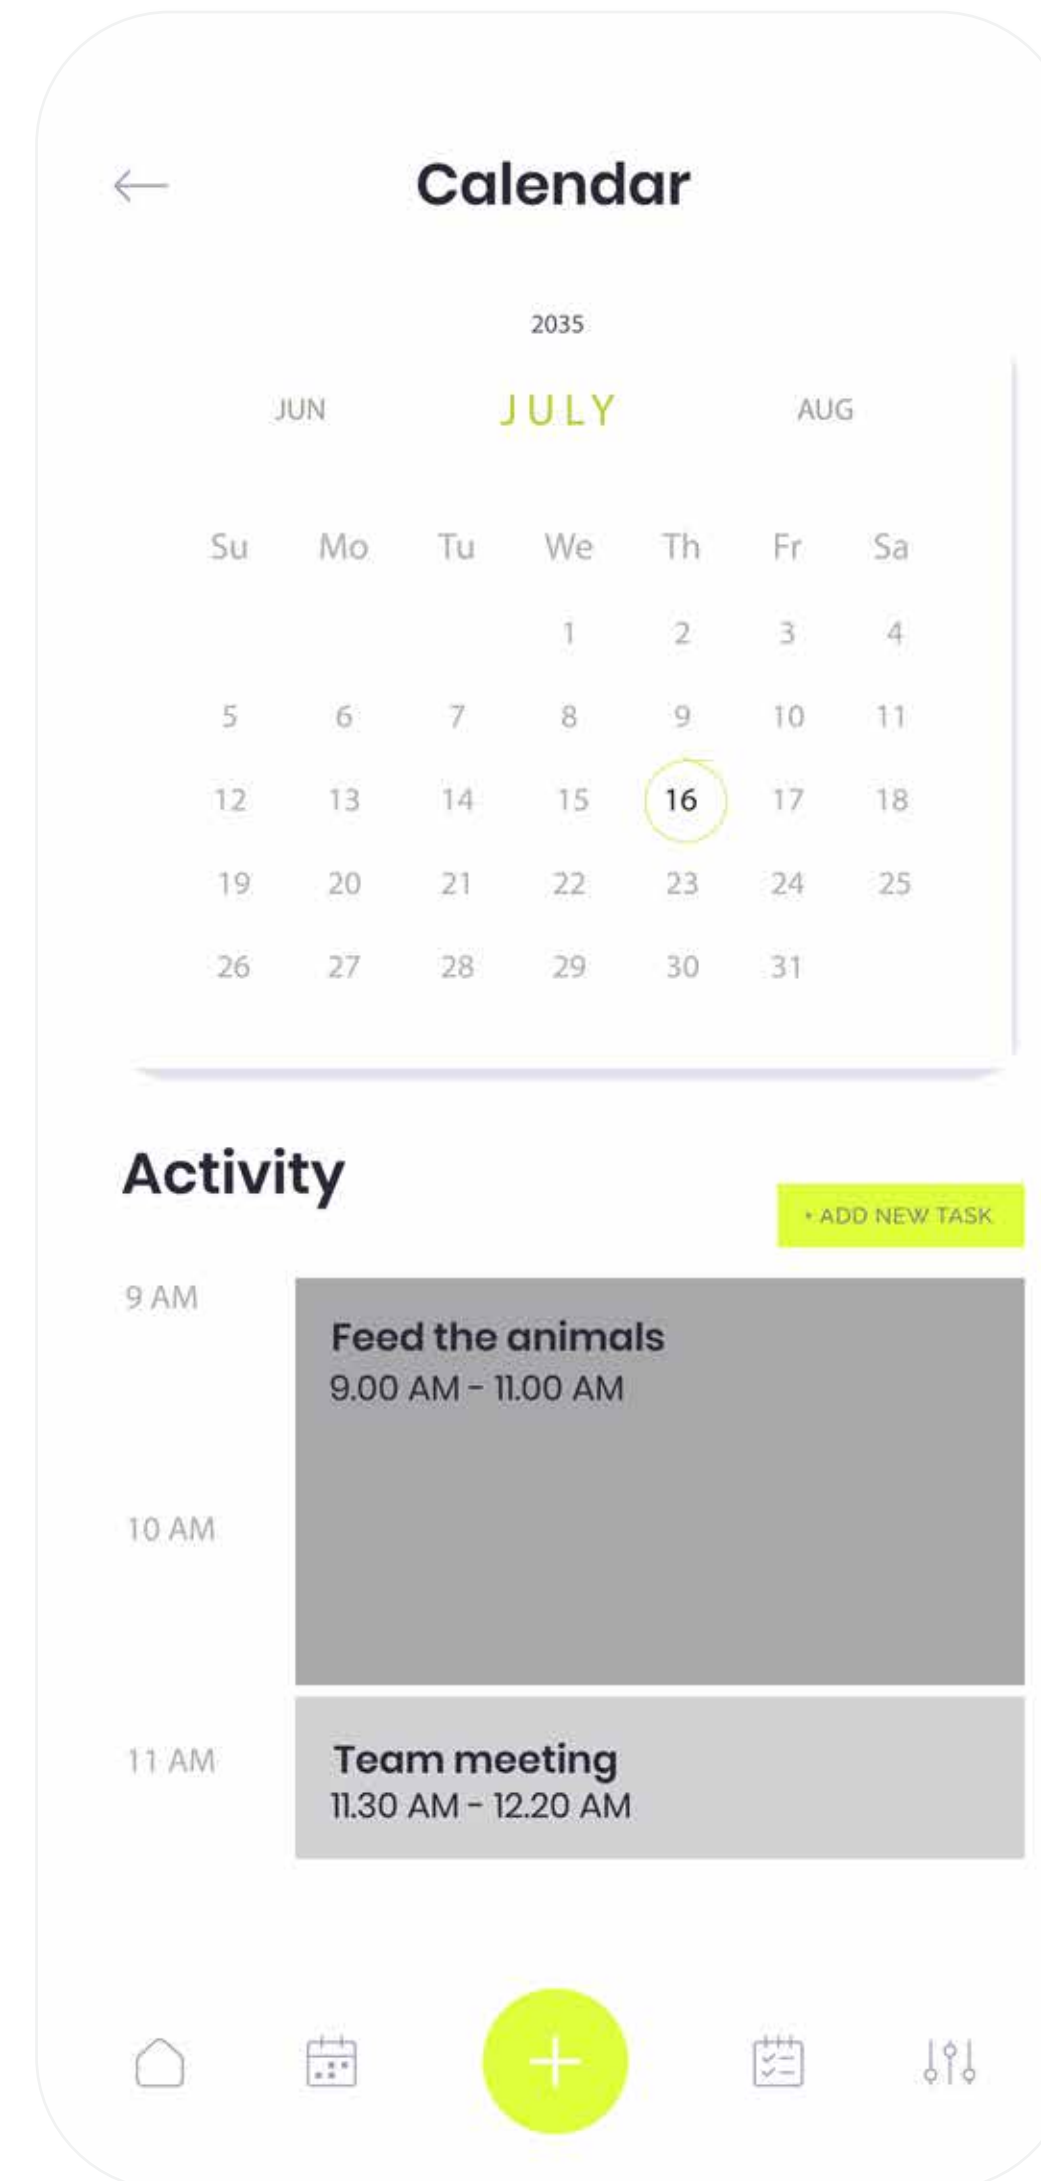 Calendar
2035
JUN JULY AUG
Su Mo Tu We Th Fr Sa
1 2 3 4
5 6 7 8 9 10 11
12 13 14 15 16 17 18
19 20 21 22 23 24 25
26 27 28 29 30 31
Activity
+ ADD NEW TASK
9 AM
Feed the animals
9.00 AM - 11.00 AM
10 AM
11 AM
Team meeting
11.30 AM - 12.20 AM